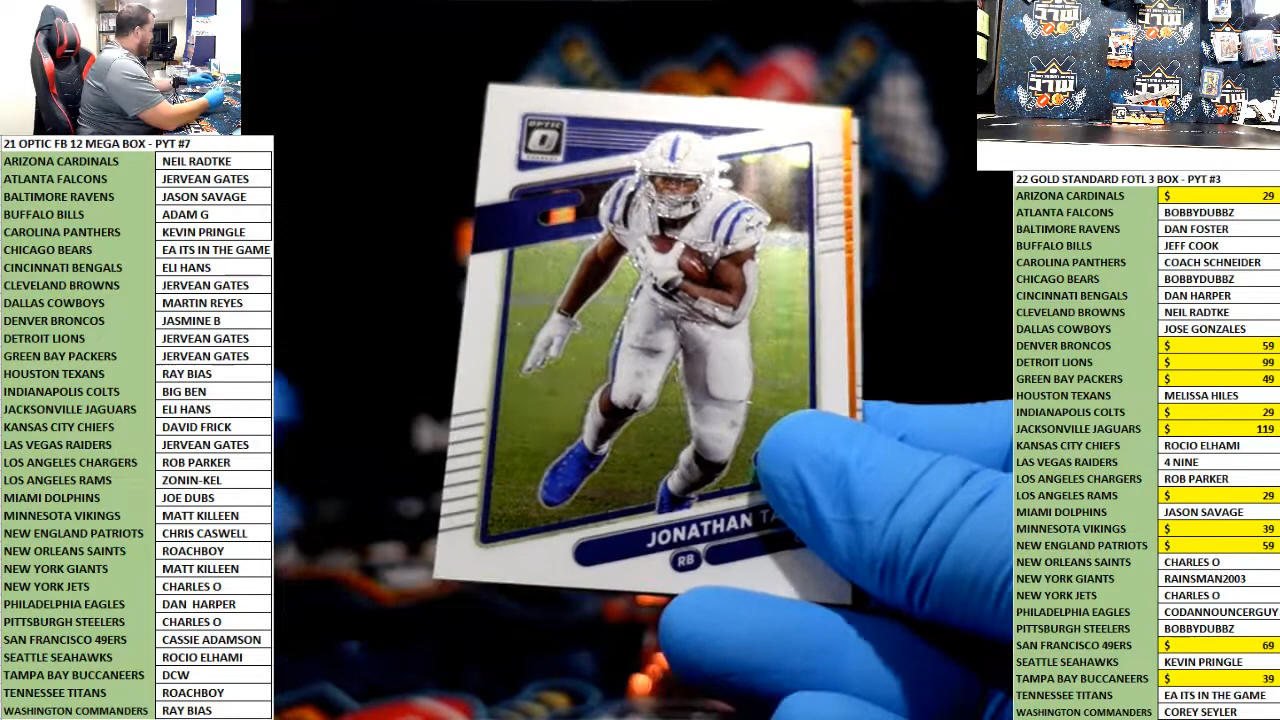 21 OPTIC FB 12 MEGA BOX - PYT #7
ARIZONA CARDINALS NEIL RADTKE
ATLANTA FALCONS JERVEAN GATES
BALTIMORE RAVENS JASON SAVAGE
BUFFALO BILLS ADAM G
CAROLINA PANTHERS KEVIN PRINGLE
CHICAGO BEARS EA ITS IN THE GAME
CINCINNATI BENGALS ELI HANS
CLEVELAND BROWNS JERVEAN GATES
DALLAS COWBOYS MARTIN REYES
DENVER BRONCOS JASMINE B
DETROIT LIONS JERVEAN GATES
GREEN BAY PACKERS JERVEAN GATES
HOUSTON TEXANS RAY BIAS
INDIANAPOLIS COLTS BIG BEN
JACKSONVILLE JAGUARS ELI HANS
KANSAS CITY CHIEFS DAVID FRICK
LAS VEGAS RAIDERS JERVEAN GATES
LOS ANGELES CHARGERS ROB PARKER
LOS ANGELES RAMS ZONIN-KEL
MIAMI DOLPHINS JOE DUBS
MINNESOTA VIKINGS MATT KILLEEN
NEW ENGLAND PATRIOTS CHRIS CASWELL
NEW ORLEANS SAINTS ROACHBOY
NEW YORK GIANTS MATT KILLEEN
NEW YORK JETS CHARLES O
PHILADELPHIA EAGLES DAN HARPER
PITTSBURGH STEELERS CHARLES O
SAN FRANCISCO 49ERS CASSIE ADAMSON
SEATTLE SEAHAWKS ROCIO ELHAMI
TAMPA BAY BUCCANEERS DCW
TENNESSEE TITANS ROACHBOY
WASHINGTON COMMANDERS RAY BIAS
OPTIC
JONATHAN
RB
22 GOLD STANDARD FOTL 3 BOX - PYT #3
ARIZONA CARDINALS $ 29
ATLANTA FALCONS BOBBYDUBBZ
BALTIMORE RAVENS DAN FOSTER
BUFFALO BILLS JEFF COOK
CAROLINA PANTHERS COACH SCHNEIDER
CHICAGO BEARS BOBBYDUBBZ
CINCINNATI BENGALS DAN HARPER
CLEVELAND BROWNS NEIL RADTKE
DALLAS COWBOYS JOSE GONZALES
DENVER BRONCOS $ 59
DETROIT LIONS $ 99
GREEN BAY PACKERS $ 49
HOUSTON TEXANS MELISSA HILES
INDIANAPOLIS COLTS $ 29
JACKSONVILLE JAGUARS $ 119
KANSAS CITY CHIEFS ROCIO ELHAMI
LAS VEGAS RAIDERS 4 NINE
LOS ANGELES CHARGERS ROB PARKER
LOS ANGELES RAMS $ 29
MIAMI DOLPHINS JASON SAVAGE
MINNESOTA VIKINGS $ 39
NEW ENGLAND PATRIOTS $ 59
NEW ORLEANS SAINTS CHARLES O
NEW YORK GIANTS RAINSMAN2003
NEW YORK JETS CHARLES O
PHILADELPHIA EAGLES CODANNOUNCERGUY
PITTSBURGH STEELERS BOBBYDUBBZ
SAN FRANCISCO 49ERS $ 69
SEATTLE SEAHAWKS KEVIN PRINGLE
TAMPA BAY BUCCANEERS $ 39
TENNESSEE TITANS EA ITS IN THE GAME
WASHINGTON COMMANDERS COREY SEYLER